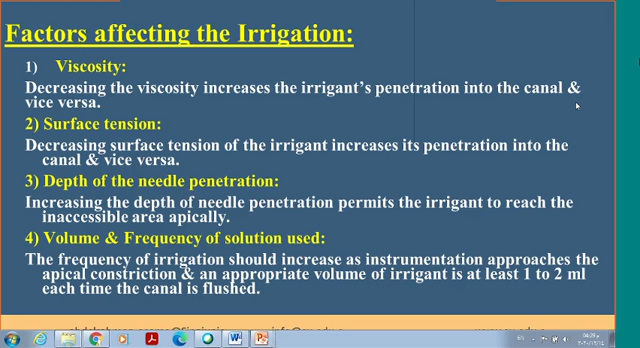 Factors affecting the Irrigation:
1) Viscosity:
Decreasing the viscosity increases the irrigant's penetration into the canal &
vice versa.
2) Surface tension:
Decreasing surface tension of the irrigant increases its penetration into the
canal & vice versa.
3) Depth of the needle penetration:
Increasing the depth of needle penetration permits the irrigant to reach the
inaccessible area apically.
4) Volume & Frequency of solution used:
The frequency of irrigation should increase as instrumentation approaches the
apical constriction & an appropriate volume of irrigant is at least 1 to 2 ml
each time the canal is flushed.
EN